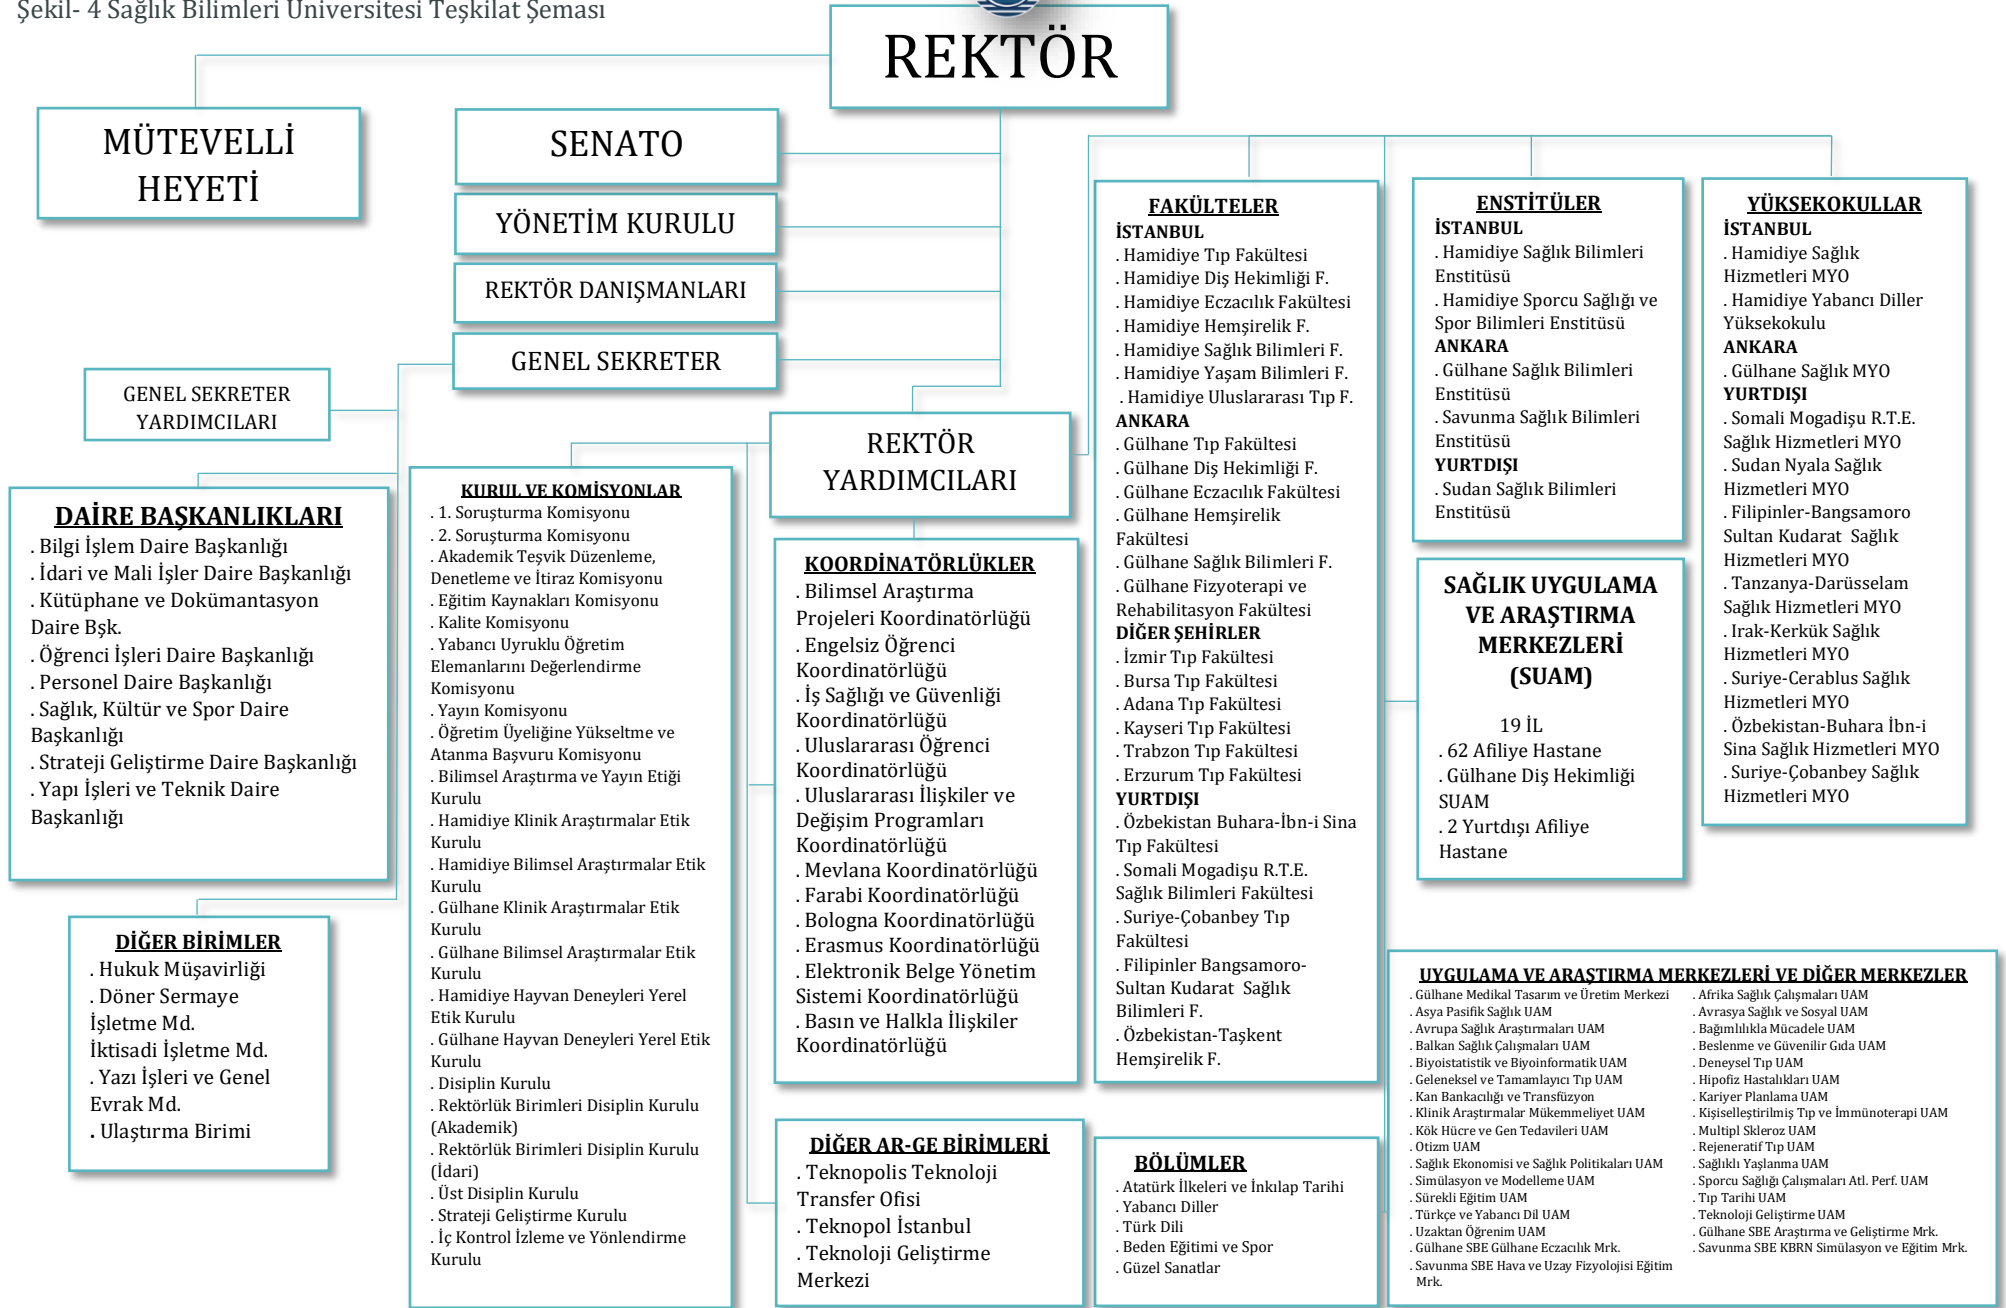 Şekil- 4 Sağlık Bilimleri Üniversitesi Teşkilat Şeması
REKTÖR
MÜTEVELLİ
HEYETİ
SENATO
YÖNETİM KURULU
REKTÖR DANIŞMANLARI
GENEL SEKRETER
GENEL SEKRETER
YARDIMCILARI
REKTÖR
YARDIMCILARI
DAİRE BAŞKANLIKLARI
. Bilgi İşlem Daire Başkanlığı
. İdari ve Mali İşler Daire Başkanlığı
. Kütüphane ve Dokümantasyon
Daire Bşk.
. Öğrenci İşleri Daire Başkanlığı
. Personel Daire Başkanlığı
. Sağlık, Kültür ve Spor Daire
Başkanlığı
. Strateji Geliştirme Daire Başkanlığı
. Yapı İşleri ve Teknik Daire
Başkanlığı
DİĞER BİRİMLER
. Hukuk Müşavirliği
. Döner Sermaye
İşletme Md.
İktisadi İşletme Md.
. Yazı İşleri ve Genel
Evrak Md.
. Ulaştırma Birimi
KURUL VE KOMİSYONLAR
. 1. Soruşturma Komisyonu
. 2. Soruşturma Komisyonu
. Akademik Teşvik Düzenleme,
Denetleme ve İtiraz Komisyonu
. Eğitim Kaynakları Komisyonu
. Kalite Komisyonu
. Yabancı Uyruklu Öğretim
Elemanlarını Değerlendirme
Komisyonu
. Yayın Komisyonu
. Öğretim Üyeliğine Yükseltme ve
Atanma Başvuru Komisyonu
. Bilimsel Araştırma ve Yayın Etiği
Kurulu
. Hamidiye Klinik Araştırmalar Etik
Kurulu
. Hamidiye Bilimsel Araştırmalar Etik
Kurulu
. Gülhane Klinik Araştırmalar Etik
Kurulu
. Gülhane Bilimsel Araştırmalar Etik
Kurulu
. Hamidiye Hayvan Deneyleri Yerel
Etik Kurulu
. Gülhane Hayvan Deneyleri Yerel Etik
Kurulu
. Disiplin Kurulu
. Rektörlük Birimleri Disiplin Kurulu
(Akademik)
. Rektörlük Birimleri Disiplin Kurulu
(İdari)
. Üst Disiplin Kurulu
. Strateji Geliştirme Kurulu
. İç Kontrol İzleme ve Yönlendirme
Kurulu
KOORDİNATÖRLÜKLER
. Bilimsel Araştırma
Projeleri Koordinatörlüğü
. Engelsiz Öğrenci
Koordinatörlüğü
. İş Sağlığı ve Güvenliği
Koordinatörlüğü
. Uluslararası Öğrenci
Koordinatörlüğü
. Uluslararası İlişkiler ve
Değişim Programları
Koordinatörlüğü
. Mevlana Koordinatörlüğü
. Farabi Koordinatörlüğü
. Bologna Koordinatörlüğü
. Erasmus Koordinatörlüğü
. Elektronik Belge Yönetim
Sistemi Koordinatörlüğü
. Basın ve Halkla İlişkiler
Koordinatörlüğü
DİĞER AR-GE BİRİMLERİ
. Teknopolis Teknoloji
Transfer Ofisi
. Teknopol İstanbul
. Teknoloji Geliştirme
Merkezi
FAKÜLTELER
İSTANBUL
. Hamidiye Tıp Fakültesi
. Hamidiye Diş Hekimliği F.
. Hamidiye Eczacılık Fakültesi
. Hamidiye Hemşirelik F.
. Hamidiye Sağlık Bilimleri F.
. Hamidiye Yaşam Bilimleri F.
. Hamidiye Uluslararası Tıp F.
ANKARA
. Gülhane Tıp Fakültesi
. Gülhane Diş Hekimliği F.
. Gülhane Eczacılık Fakültesi
. Gülhane Hemşirelik
Fakültesi
. Gülhane Sağlık Bilimleri F.
. Gülhane Fizyoterapi ve
Rehabilitasyon Fakültesi
DİĞER ŞEHİRLER
. İzmir Tıp Fakültesi
. Bursa Tıp Fakültesi
. Adana Tıp Fakültesi
. Kayseri Tıp Fakültesi
. Trabzon Tıp Fakültesi
. Erzurum Tıp Fakültesi
YURTDIŞI
. Özbekistan Buhara-İbn-i Sina
Tıp Fakültesi
. Somali Mogadişu R.T.E.
Sağlık Bilimleri Fakültesi
. Suriye-Çobanbey Tıp
Fakültesi
. Filipinler Bangsamoro-
Sultan Kudarat  Sağlık
Bilimleri F.
. Özbekistan-Taşkent
Hemşirelik F.
BÖLÜMLER
. Atatürk İlkeleri ve İnkılap Tarihi
. Yabancı Diller
. Türk Dili
. Beden Eğitimi ve Spor
. Güzel Sanatlar
ENSTİTÜLER
İSTANBUL
. Hamidiye Sağlık Bilimleri
Enstitüsü
. Hamidiye Sporcu Sağlığı ve
Spor Bilimleri Enstitüsü
ANKARA
. Gülhane Sağlık Bilimleri
Enstitüsü
. Savunma Sağlık Bilimleri
Enstitüsü
YURTDIŞI
. Sudan Sağlık Bilimleri
Enstitüsü
SAĞLIK UYGULAMA
VE ARAŞTIRMA
MERKEZLERİ
(SUAM)
19 İL
. 62 Afiliye Hastane
. Gülhane Diş Hekimliği
SUAM
. 2 Yurtdışı Afiliye
Hastane
YÜKSEKOKULLAR
İSTANBUL
. Hamidiye Sağlık
Hizmetleri MYO
. Hamidiye Yabancı Diller
Yüksekokulu
ANKARA
. Gülhane Sağlık MYO
YURTDIŞI
. Somali Mogadişu R.T.E.
Sağlık Hizmetleri MYO
. Sudan Nyala Sağlık
Hizmetleri MYO
. Filipinler-Bangsamoro
Sultan Kudarat  Sağlık
Hizmetleri MYO
. Tanzanya-Darüsselam
Sağlık Hizmetleri MYO
. Irak-Kerkük Sağlık
Hizmetleri MYO
. Suriye-Cerablus Sağlık
Hizmetleri MYO
. Özbekistan-Buhara İbn-i
Sina Sağlık Hizmetleri MYO
. Suriye-Çobanbey Sağlık
Hizmetleri MYO
UYGULAMA VE ARAŞTIRMA MERKEZLERİ VE DİĞER MERKEZLER
. Gülhane Medikal Tasarım ve Üretim Merkezi
. Asya Pasifik Sağlık UAM
. Avrupa Sağlık Araştırmaları UAM
. Balkan Sağlık Çalışmaları UAM
. Biyoistatistik ve Biyoinformatik UAM
. Geleneksel ve Tamamlayıcı Tıp UAM
. Kan Bankacılığı ve Transfüzyon
. Klinik Araştırmalar Mükemmeliyet UAM
. Kök Hücre ve Gen Tedavileri UAM
. Otizm UAM
. Sağlık Ekonomisi ve Sağlık Politikaları UAM
. Simülasyon ve Modelleme UAM
. Sürekli Eğitim UAM
. Türkçe ve Yabancı Dil UAM
. Uzaktan Öğrenim UAM
. Gülhane SBE Gülhane Eczacılık Mrk.
. Savunma SBE Hava ve Uzay Fizyolojisi Eğitim
Mrk.
. Afrika Sağlık Çalışmaları UAM
. Avrasya Sağlık ve Sosyal UAM
. Bağımlılıkla Mücadele UAM
. Beslenme ve Güvenilir Gıda UAM
. Deneysel Tıp UAM
. Hipofiz Hastalıkları UAM
. Kariyer Planlama UAM
. Kişiselleştirilmiş Tıp ve İmmünoterapi UAM
. Multipl Skleroz UAM
. Rejeneratif Tıp UAM
. Sağlıklı Yaşlanma UAM
. Sporcu Sağlığı Çalışmaları Atl. Perf. UAM
. Tıp Tarihi UAM
. Teknoloji Geliştirme UAM
. Gülhane SBE Araştırma ve Geliştirme Mrk.
. Savunma SBE KBRN Simülasyon ve Eğitim Mrk.